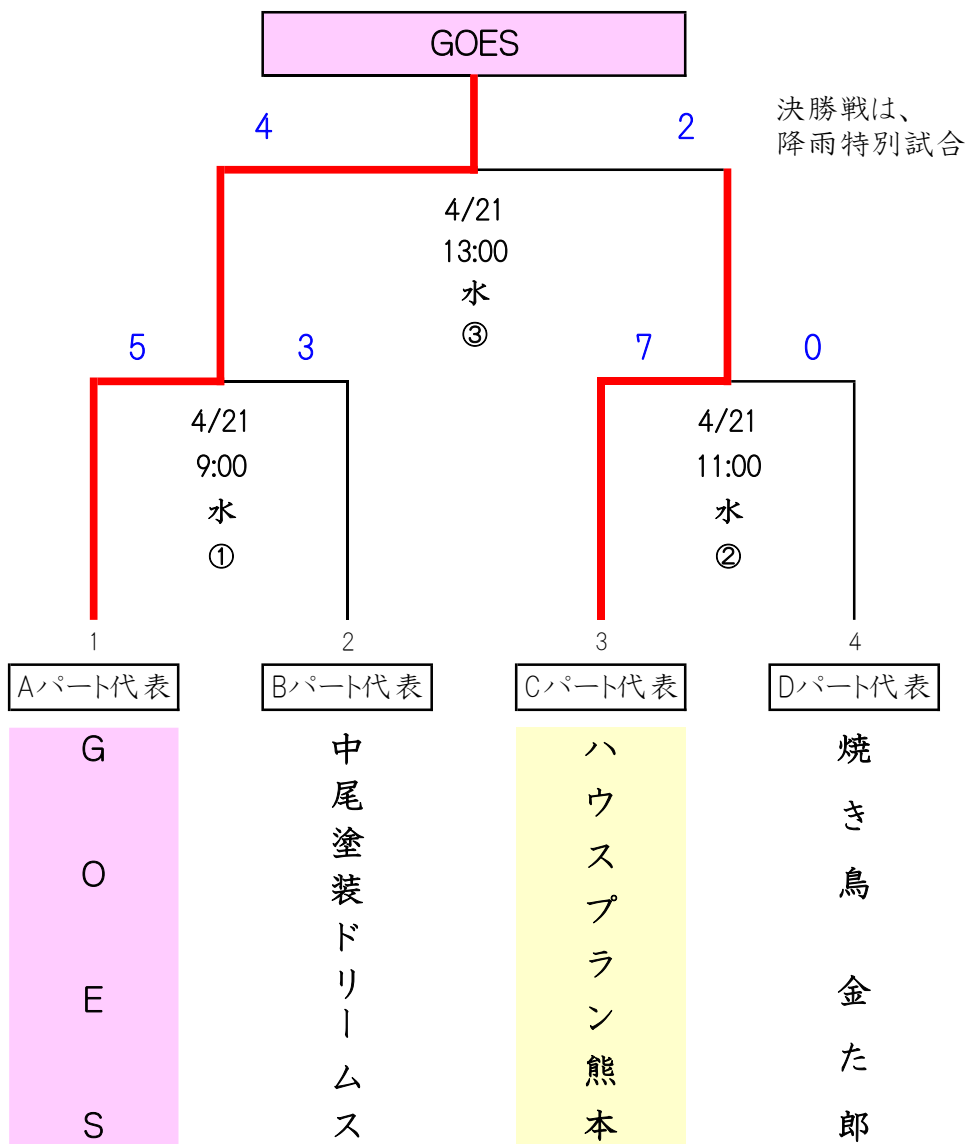 GOES
4
2
決勝戦は、
降雨特別試合
4/21
13:00
水
③
5
3
7
0
4/21
9:00
水
①
4/21
11:00
水
②
1
2
3
4
Aパート代表
Bパート代表
Cパート代表
Dパート代表
GOES
中尾塗装ドリームス
ハウスプラン熊本
焼き鳥 金た郎